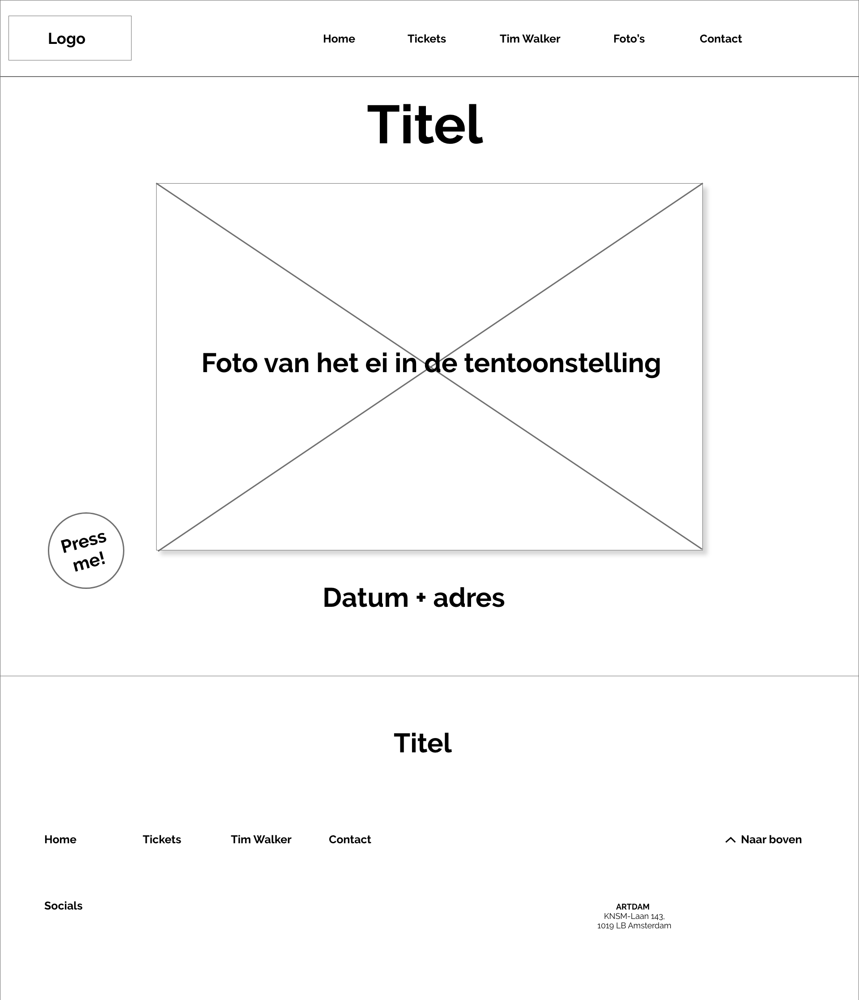 Logo
Home
Tickets
Tim Walker
Foto’s
Contact
Titel
Foto van het ei in de tentoonstelling
Press
me!
Datum + adres
Titel
Home
Tickets
Tim Walker
Contact
Naar boven
Socials
ARTDAM
KNSM-Laan 143,
1019 LB Amsterdam